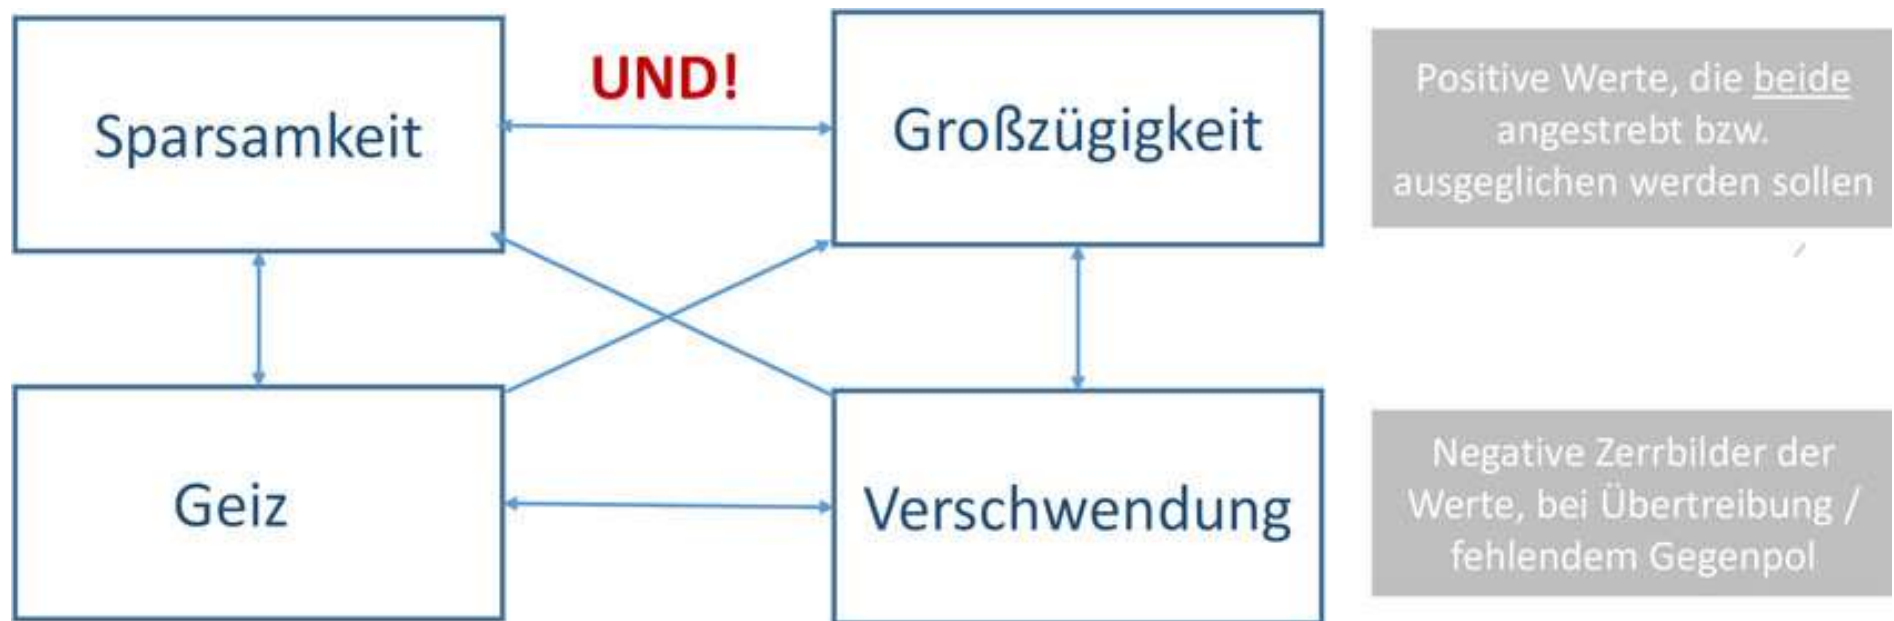 UND!
Sparsamkeit
Großzügigkeit
Positive Werte, die beide
angestrebt bzw.
ausgeglichen werden sollen
Geiz
Verschwendung
Negative Zerrbilder der
Werte, bei Übertreibung /
fehlendem Gegenpol